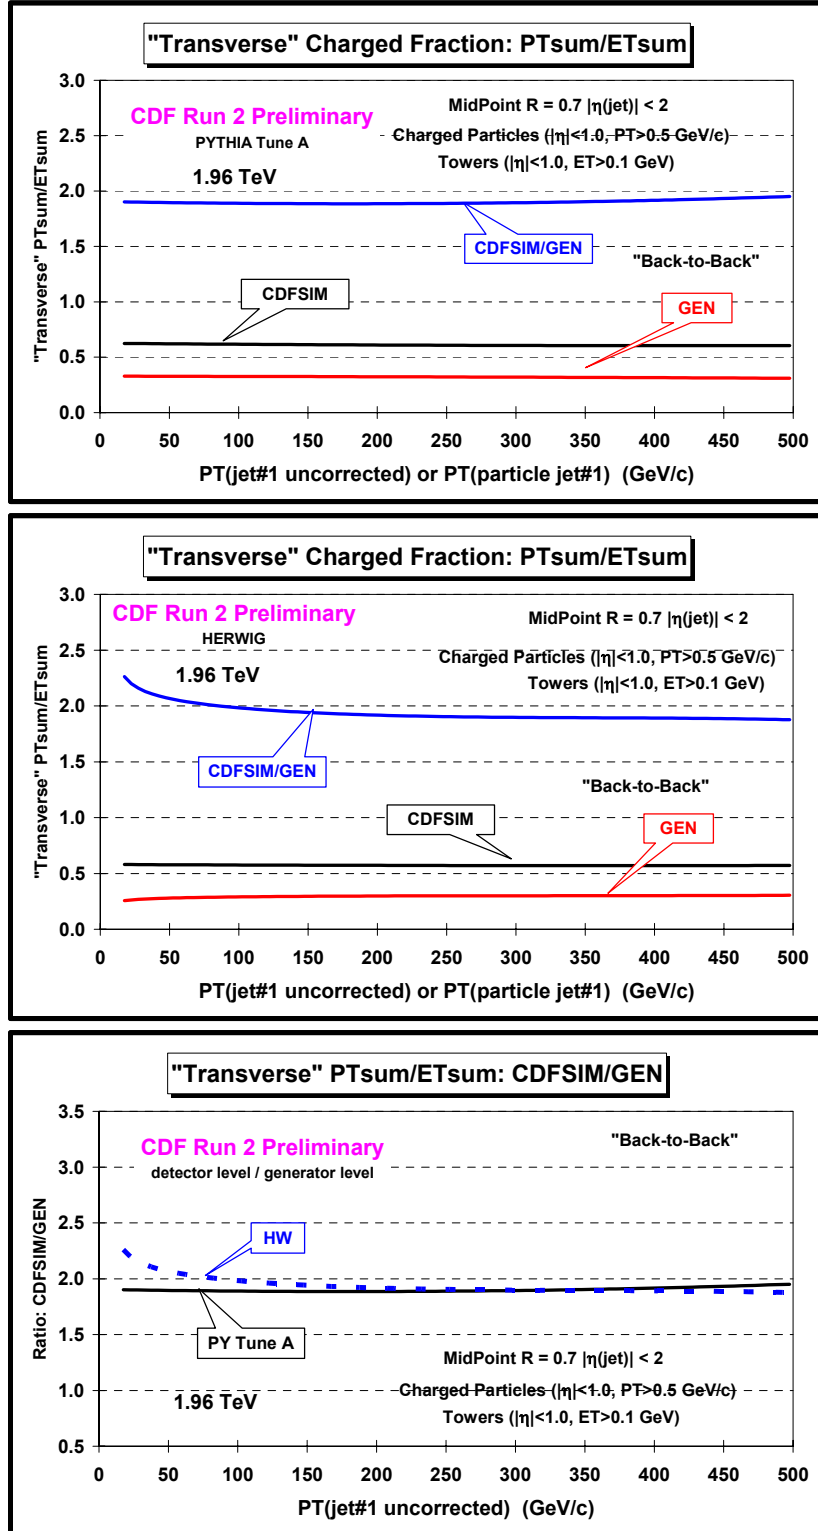 "Transverse" Charged Fraction: PTsum/ETsum
3.0
2.5
2.0
1.5
1.0
0.5
0.0
"Transverse" PTsum/ETsum
CDF Run 2 Preliminary
PYTHIA Tune A
1.96 TeV
MidPoint R = 0.7 |η(jet)| < 2
Charged Particles (|η|<1.0, PT>0.5 GeV/c)
Towers (|η|<1.0, ET>0.1 GeV)
CDFSIM/GEN
"Back-to-Back"
CDFSIM
GEN
0 50 100 150 200 250 300 350 400 450 500
PT(jet#1 uncorrected) or PT(particle jet#1) (GeV/c)
"Transverse" Charged Fraction: PTsum/ETsum
3.0
2.5
2.0
1.5
1.0
0.5
0.0
"Transverse" PTsum/ETsum
CDF Run 2 Preliminary
HERWIG
1.96 TeV
MidPoint R = 0.7 |η(jet)| < 2
Charged Particles (|η|<1.0, PT>0.5 GeV/c)
Towers (|η|<1.0, ET>0.1 GeV)
CDFSIM/GEN
"Back-to-Back"
CDFSIM
GEN
0 50 100 150 200 250 300 350 400 450 500
PT(jet#1 uncorrected) or PT(particle jet#1) (GeV/c)
"Transverse" PTsum/ETsum: CDFSIM/GEN
3.5
3.0
2.5
2.0
1.5
1.0
0.5
Ratio: CDFSIM/GEN
CDF Run 2 Preliminary
detector level / generator level
"Back-to-Back"
HW
PY Tune A
1.96 TeV
MidPoint R = 0.7 |η(jet)| < 2
Charged Particles (|η|<1.0, PT>0.5 GeV/c)
Towers (|η|<1.0, ET>0.1 GeV)
0 50 100 150 200 250 300 350 400 450 500
PT(jet#1 uncorrected) (GeV/c)